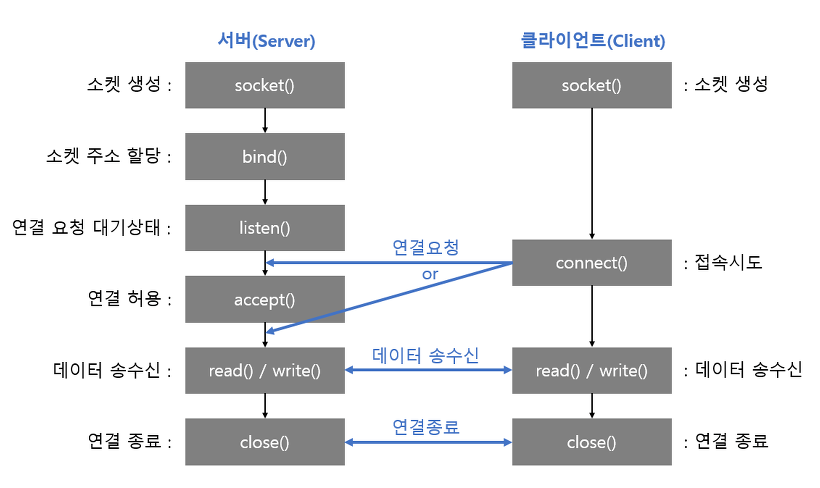 서버(Server)
클라이언트(Client)
소켓 생성 :
socket()
socket()
: 소켓 생성
소켓 주소 할당 :
bind()
연결 요청 대기상태 :
listen()
연결요청
or
connect()
: 접속시도
연결 허용 :
accept()
데이터 송수신 :
read() / write()
데이터 송수신
read() / write()
: 데이터 송수신
연결 종료 :
close()
연결종료
close()
: 연결 종료